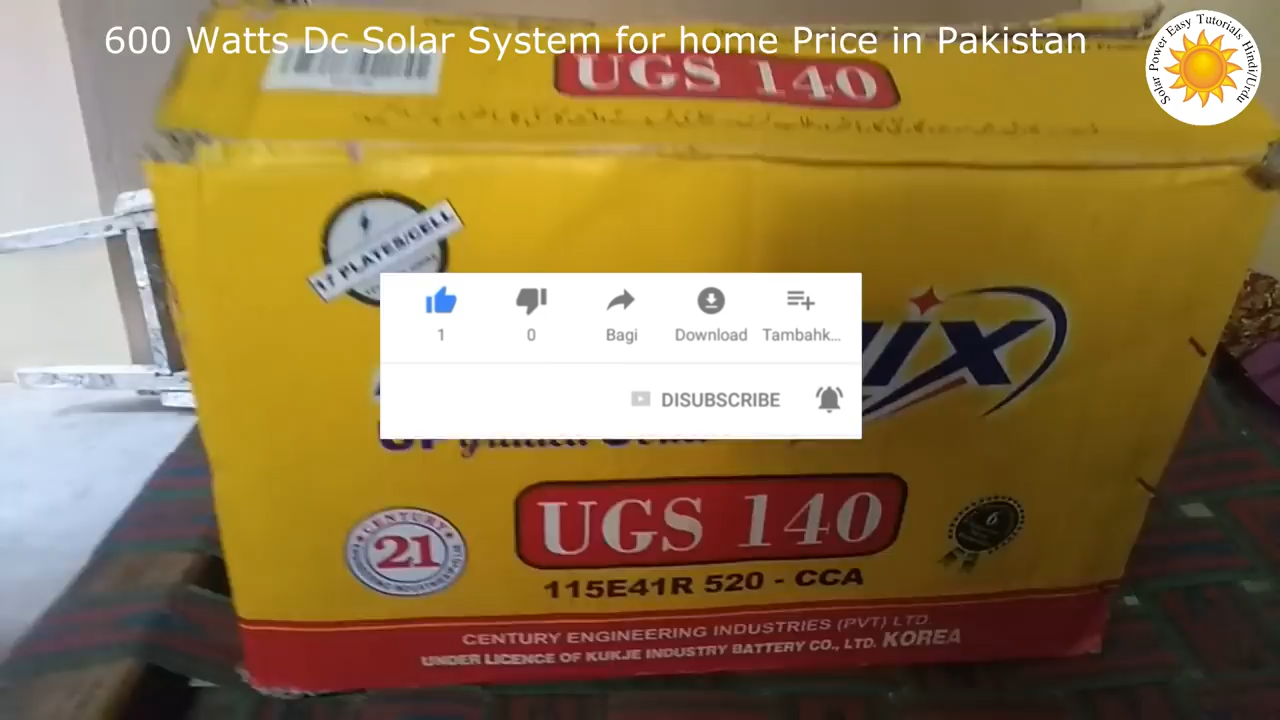 600 Watts Dc Solar System for home Price in Pakistan
Solar Power Easy Tutorials Hindi/Urdu
UGS 140
17 PLATES/CELL
1
0
Bagi
Download
Tambahk...
DISUBSCRIBE
UGS 140
CENTURY
21
6
115E41R 520 - CCA
CENTURY ENGINEERING INDUSTRIES (PVT) LTD.
UNDER LICENCE OF KUKJE INDUSTRY BATTERY CO., LTD. KOREA